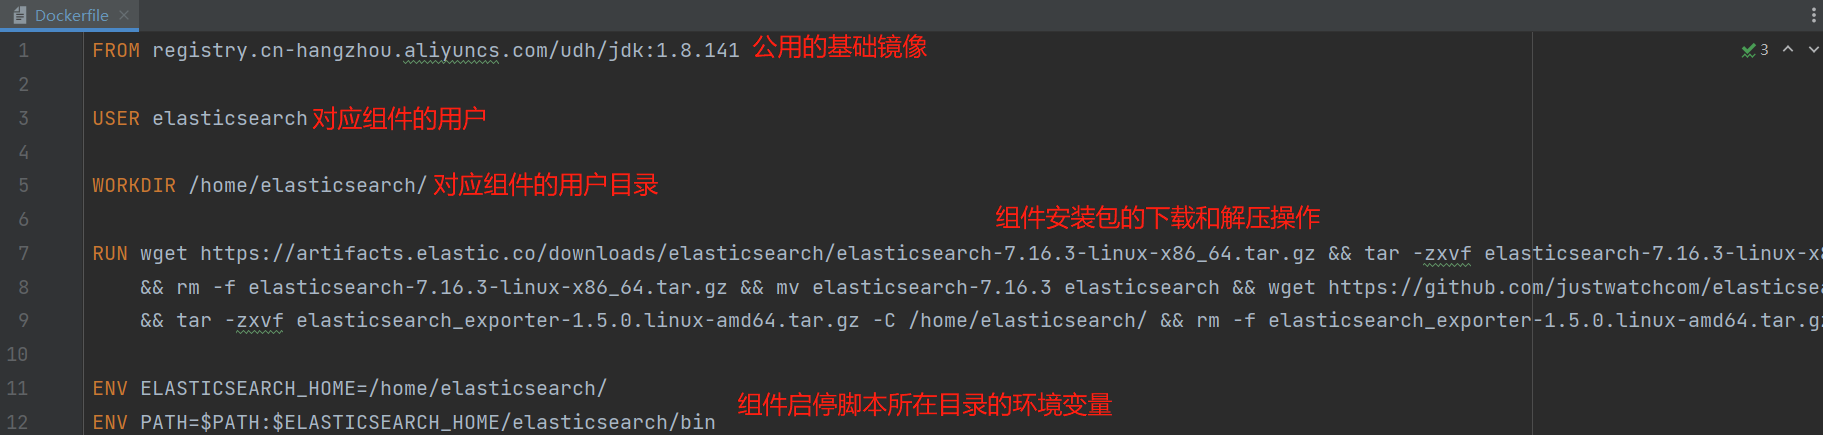 Dockerfile
1 FROM registry.cn-hangzhou.aliyuncs.com/udh/jdk:1.8.141 公用的基础镜像
3
2
3 USER elasticsearch 对应组件的用户
4
5 WORKDIR /home/elasticsearch/ 对应组件的用户目录
6 组件安装包的下载和解压操作
7 RUN wget https://artifacts.elastic.co/downloads/elasticsearch/elasticsearch-7.16.3-linux-x86_64.tar.gz && tar -zxvf elasticsearch-7.16.3-linux-x8
8 && rm -f elasticsearch-7.16.3-linux-x86_64.tar.gz && mv elasticsearch-7.16.3 elasticsearch && wget https://github.com/justwatchcom/elasticsea
9 && tar -zxvf elasticsearch_exporter-1.5.0.linux-amd64.tar.gz -C /home/elasticsearch/ && rm -f elasticsearch_exporter-1.5.0.linux-amd64.tar.gz
10
11 ENV ELASTICSEARCH_HOME=/home/elasticsearch/
组件启停脚本所在目录的环境变量
12 ENV PATH=$PATH:$ELASTICSEARCH_HOME/elasticsearch/bin